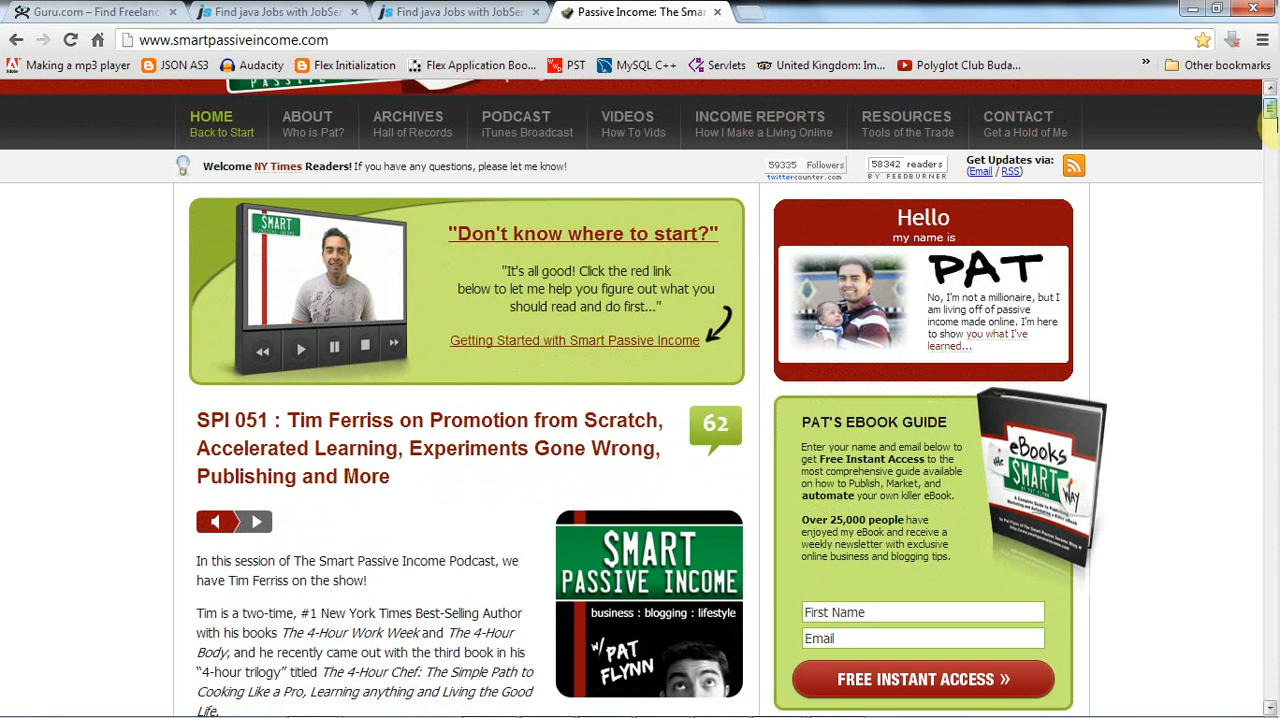 Guru.com – Find Freelanc
Find java Jobs with JobSer
Find java Jobs with JobSer
Passive Income: The Smar
www.smartpassiveincome.com
Making a mp3 player
JSON AS3
Audacity
Flex Initialization
Flex Application Boo...
PST
MySQL C++
Servlets
United Kingdom: Im...
Polyglot Club Buda...
Other bookmarks
HOME
Back to Start
ABOUT
Who is Pat?
ARCHIVES
Hall of Records
PODCAST
iTunes Broadcast
VIDEOS
How To Vids
INCOME REPORTS
How I Make a Living Online
RESOURCES
Tools of the Trade
CONTACT
Get a Hold of Me
Welcome NY Times Readers! If you have any questions, please let me know!
59335 Followers
twittercounter.com
58342 readers
BY FEEDBURNER
Get Updates via:
(Email / RSS)
SMART
"Don't know where to start?"
"It's all good! Click the red link
below to let me help you figure out what you
should read and do first..."
Getting Started with Smart Passive Income
Hello
my name is
PAT
No, I'm not a millionaire, but I
am living off of passive
income made online. I'm here
to show you what I've
learned...
SPI 051 : Tim Ferriss on Promotion from Scratch,
Accelerated Learning, Experiments Gone Wrong,
Publishing and More
62
In this session of The Smart Passive Income Podcast, we
have Tim Ferriss on the show!
Tim is a two-time, #1 New York Times Best-Selling Author
with his books The 4-Hour Work Week and The 4-Hour
Body, and he recently came out with the third book in his
“4-hour trilogy” titled The 4-Hour Chef: The Simple Path to
Cooking Like a Pro, Learning anything and Living the Good
Life.
SMART
PASSIVE INCOME
business : blogging : lifestyle
w/ PAT
FLYNN
PAT'S EBOOK GUIDE
Enter your name and email below to
get Free Instant Access to the
most comprehensive guide available
on how to Publish, Market, and
automate your own killer eBook.
Over 25,000 people have
enjoyed my eBook and receive a
weekly newsletter with exclusive
online business and blogging tips.
eBooks
the SMART WAY
BY PAT FLYNN
First Name
Email
FREE INSTANT ACCESS »